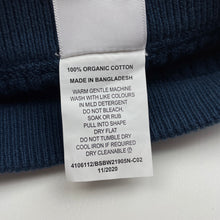 100% ORGANIC COTTON
MADE IN BANGLADESH
WARM GENTLE MACHINE
WASH WITH LIKE COLOURS
IN MILD DETERGENT
DO NOT BLEACH,
SOAK OR RUB
PULL INTO SHAPE
DRY FLAT
DO NOT TUMBLE DRY
COOL IRON IF REQUIRED
DRY CLEANABLE Ⓟ
4106112/BSBW21905N-C02
11/2020